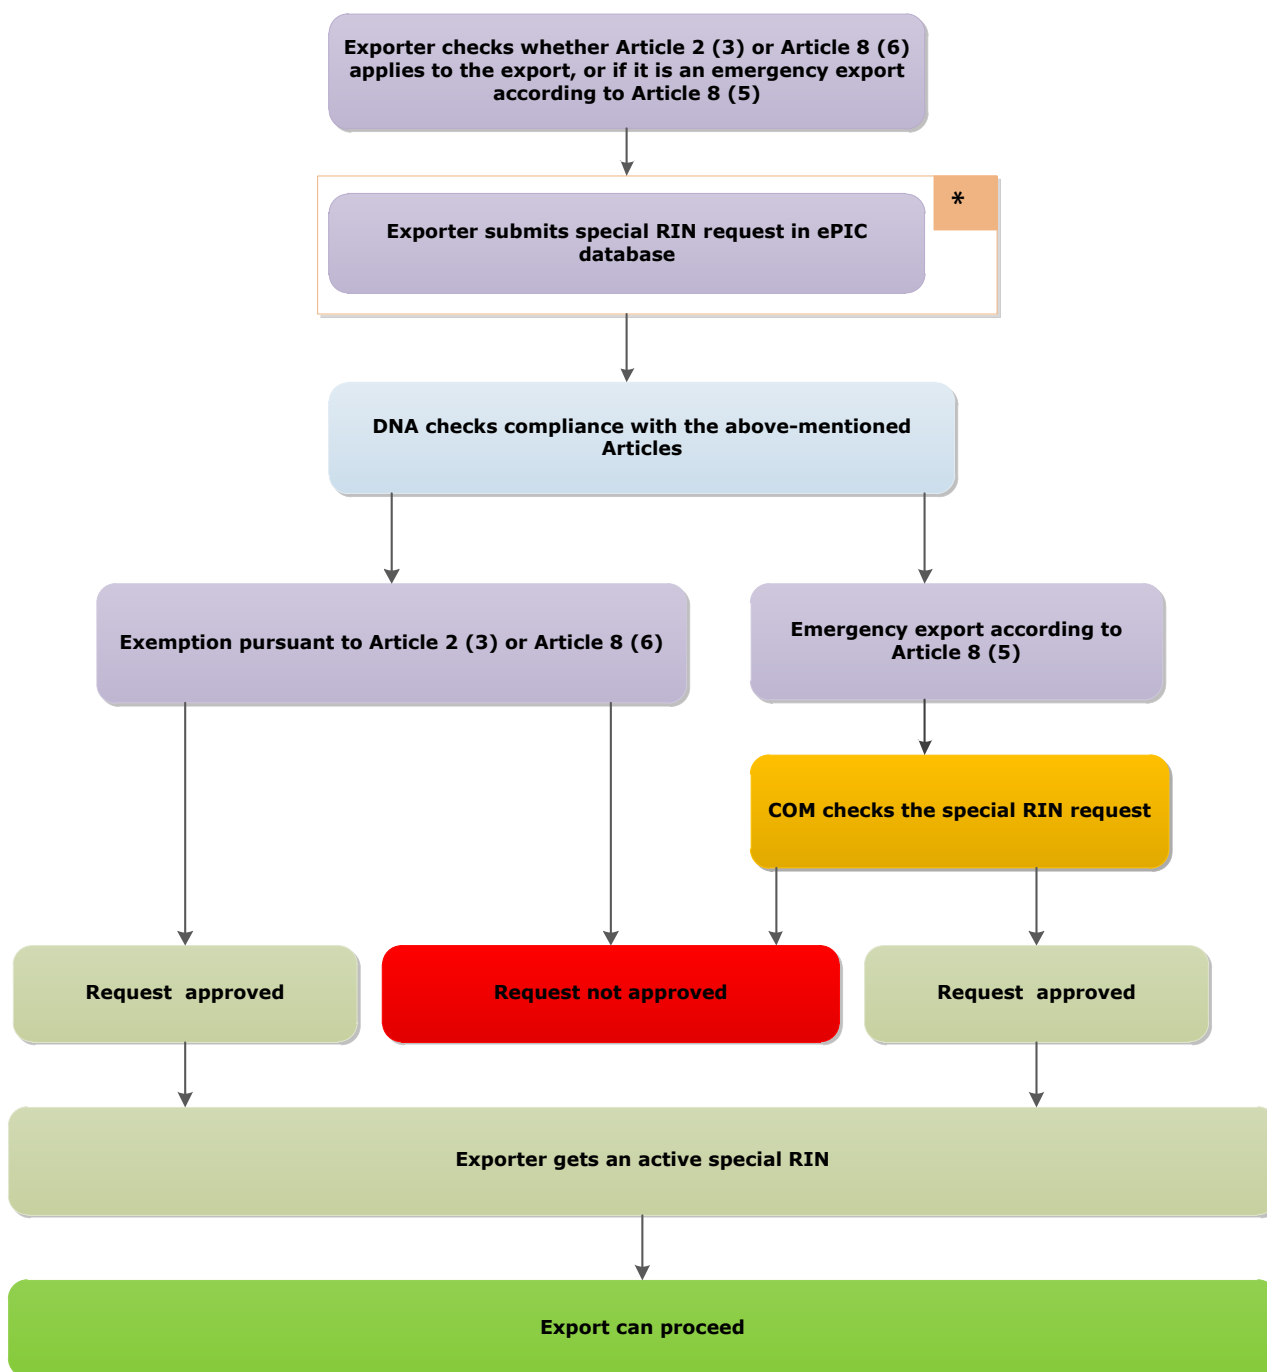 Exporter checks whether Article 2 (3) or Article 8 (6)
applies to the export, or if it is an emergency export
according to Article 8 (5)
*
Exporter submits special RIN request in ePIC
database
DNA checks compliance with the above-mentioned
Articles
Exemption pursuant to Article 2 (3) or Article 8 (6)
Emergency export according to
Article 8 (5)
COM checks the special RIN request
Request  approved
Request not approved
Request  approved
Exporter gets an active special RIN
Export can proceed